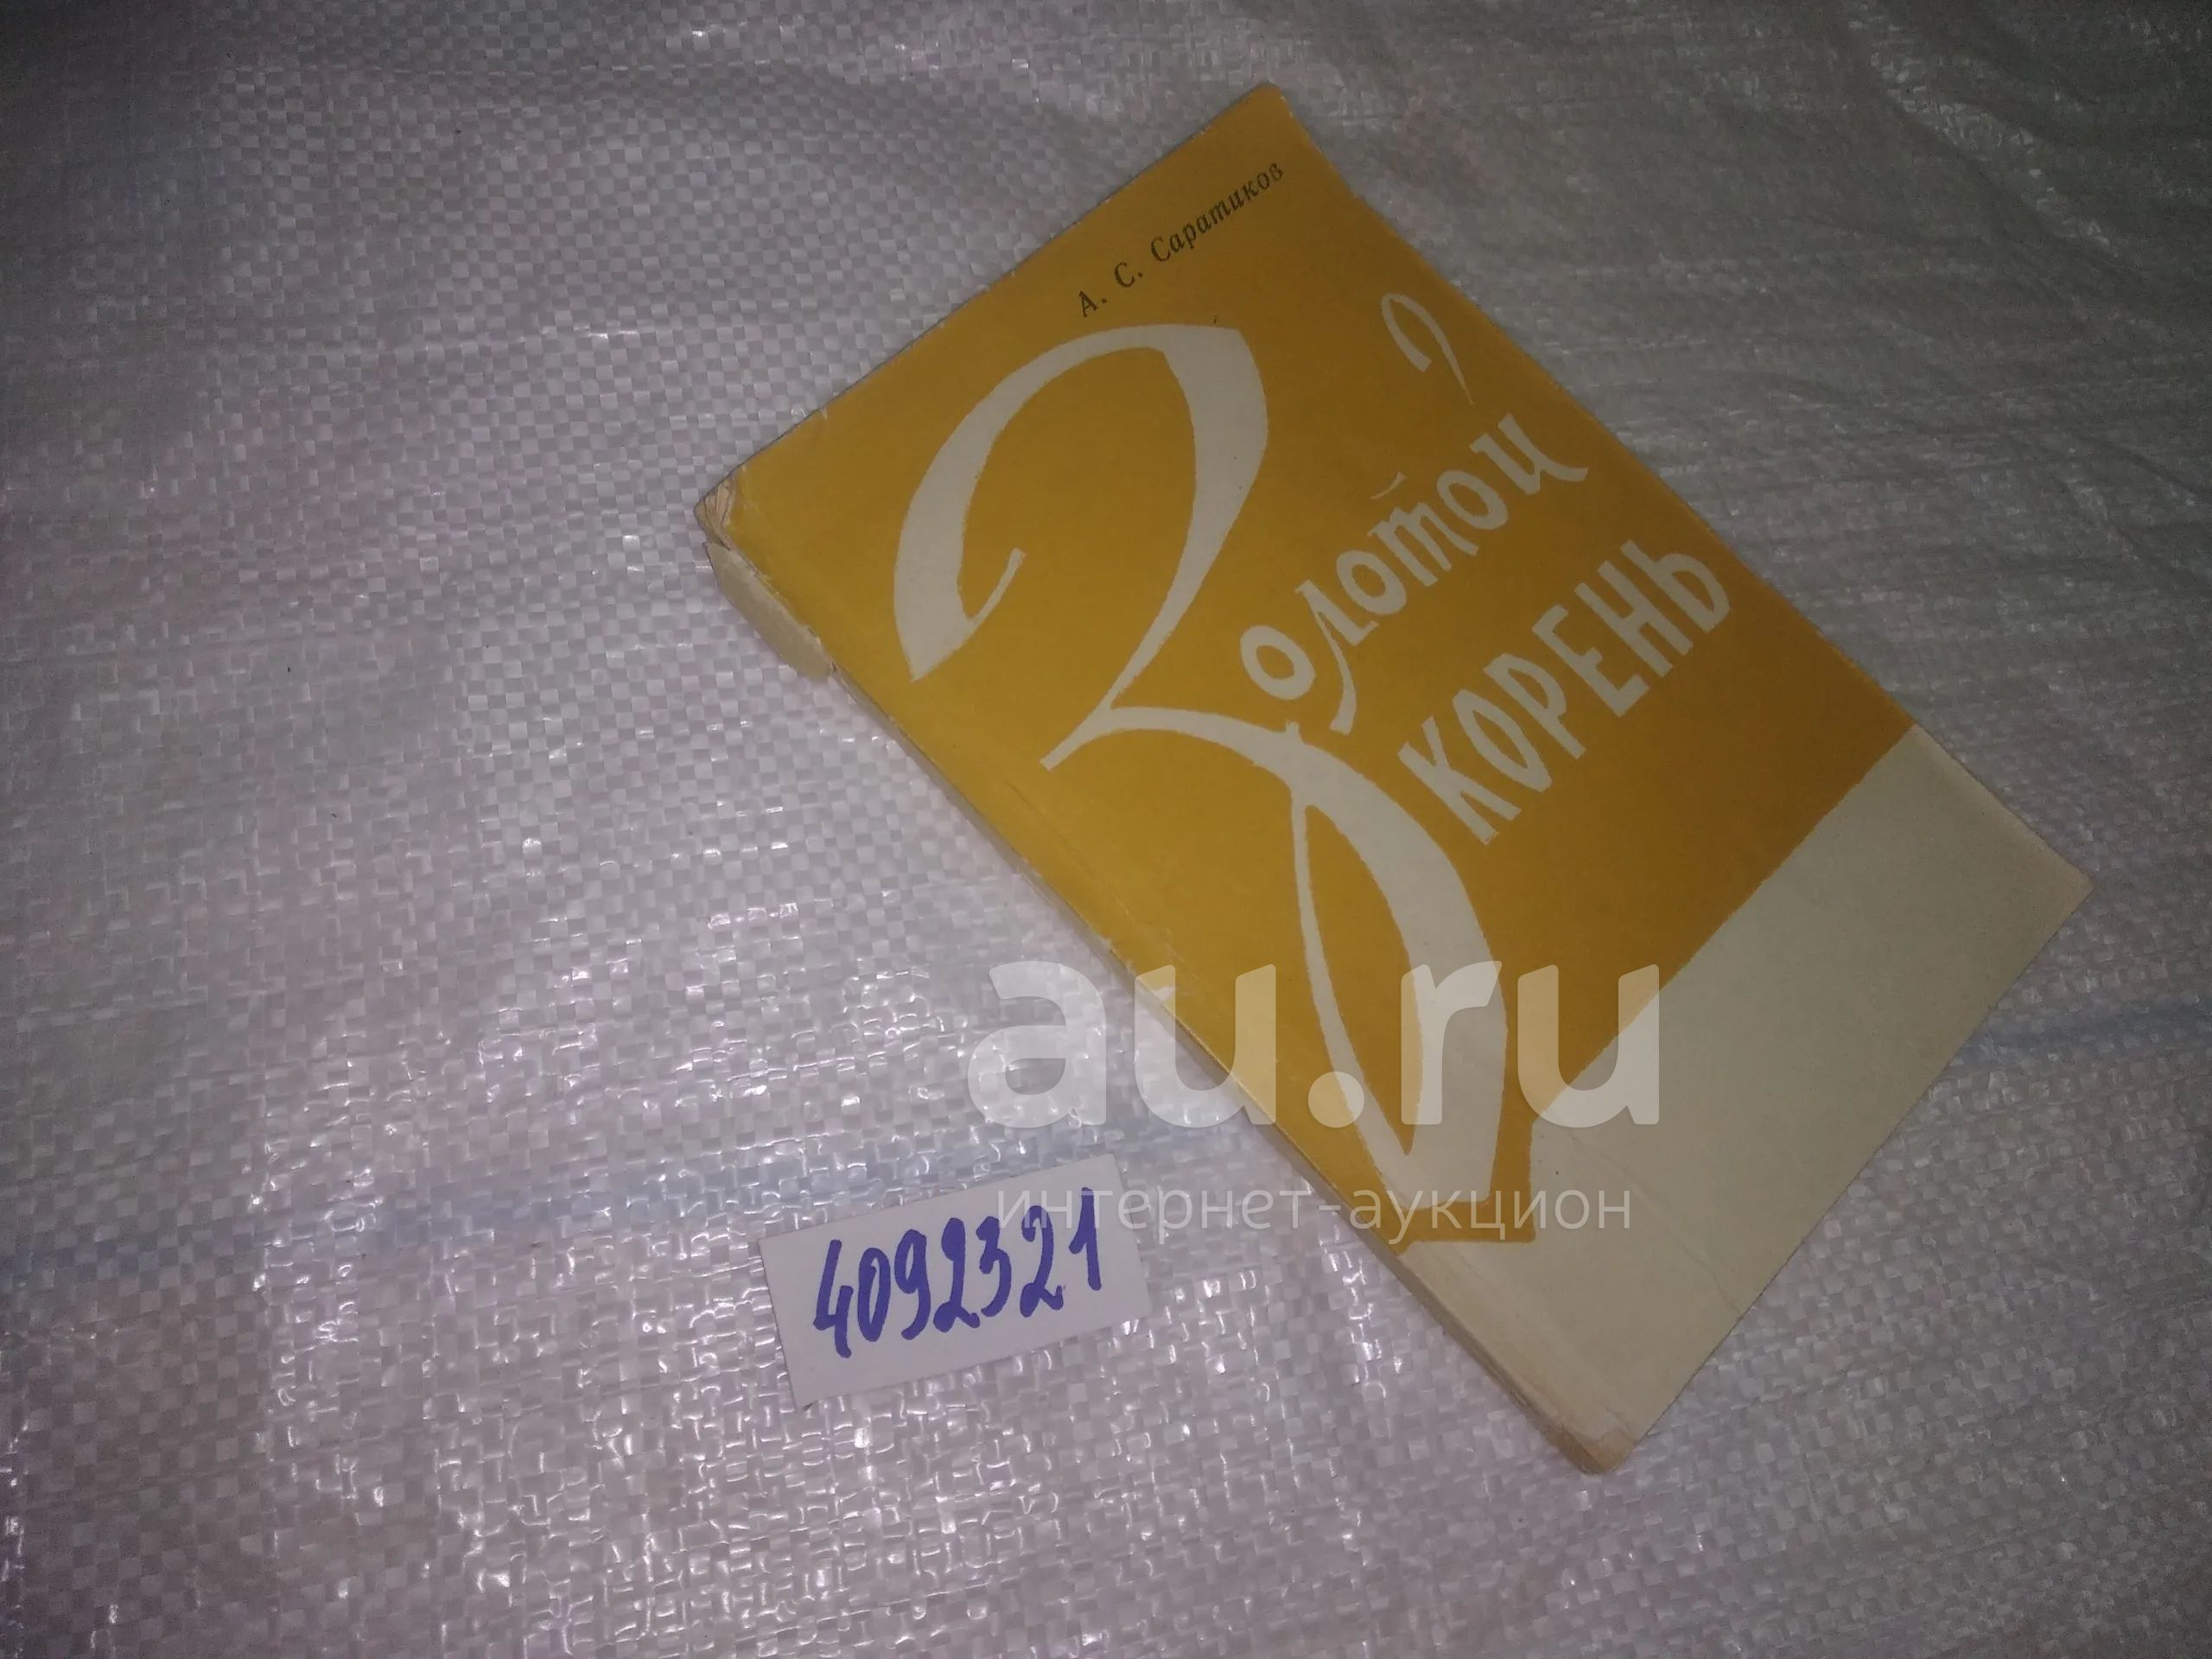 А. С. Саратиков
Золотой
КОРЕНЬ
au.ru
интернет-аукцион
4092321